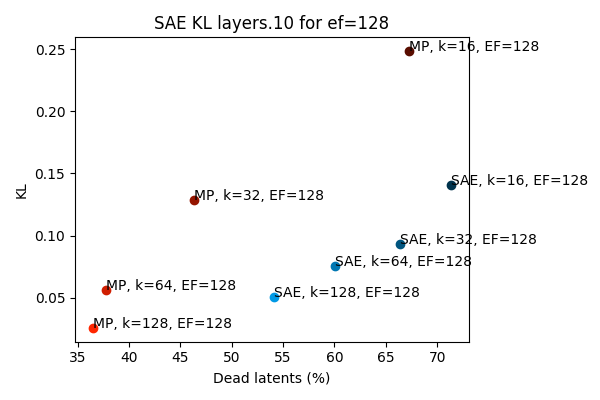 SAE KL layers.10 for ef=128
KL
0.25
0.20
0.15
0.10
0.05
MP, k=16, EF=128
SAE, k=16, EF=128
MP, k=32, EF=128
SAE, k=32, EF=128
SAE, k=64, EF=128
MP, k=64, EF=128
SAE, k=128, EF=128
MP, k=128, EF=128
35 40 45 50 55 60 65 70
Dead latents (%)